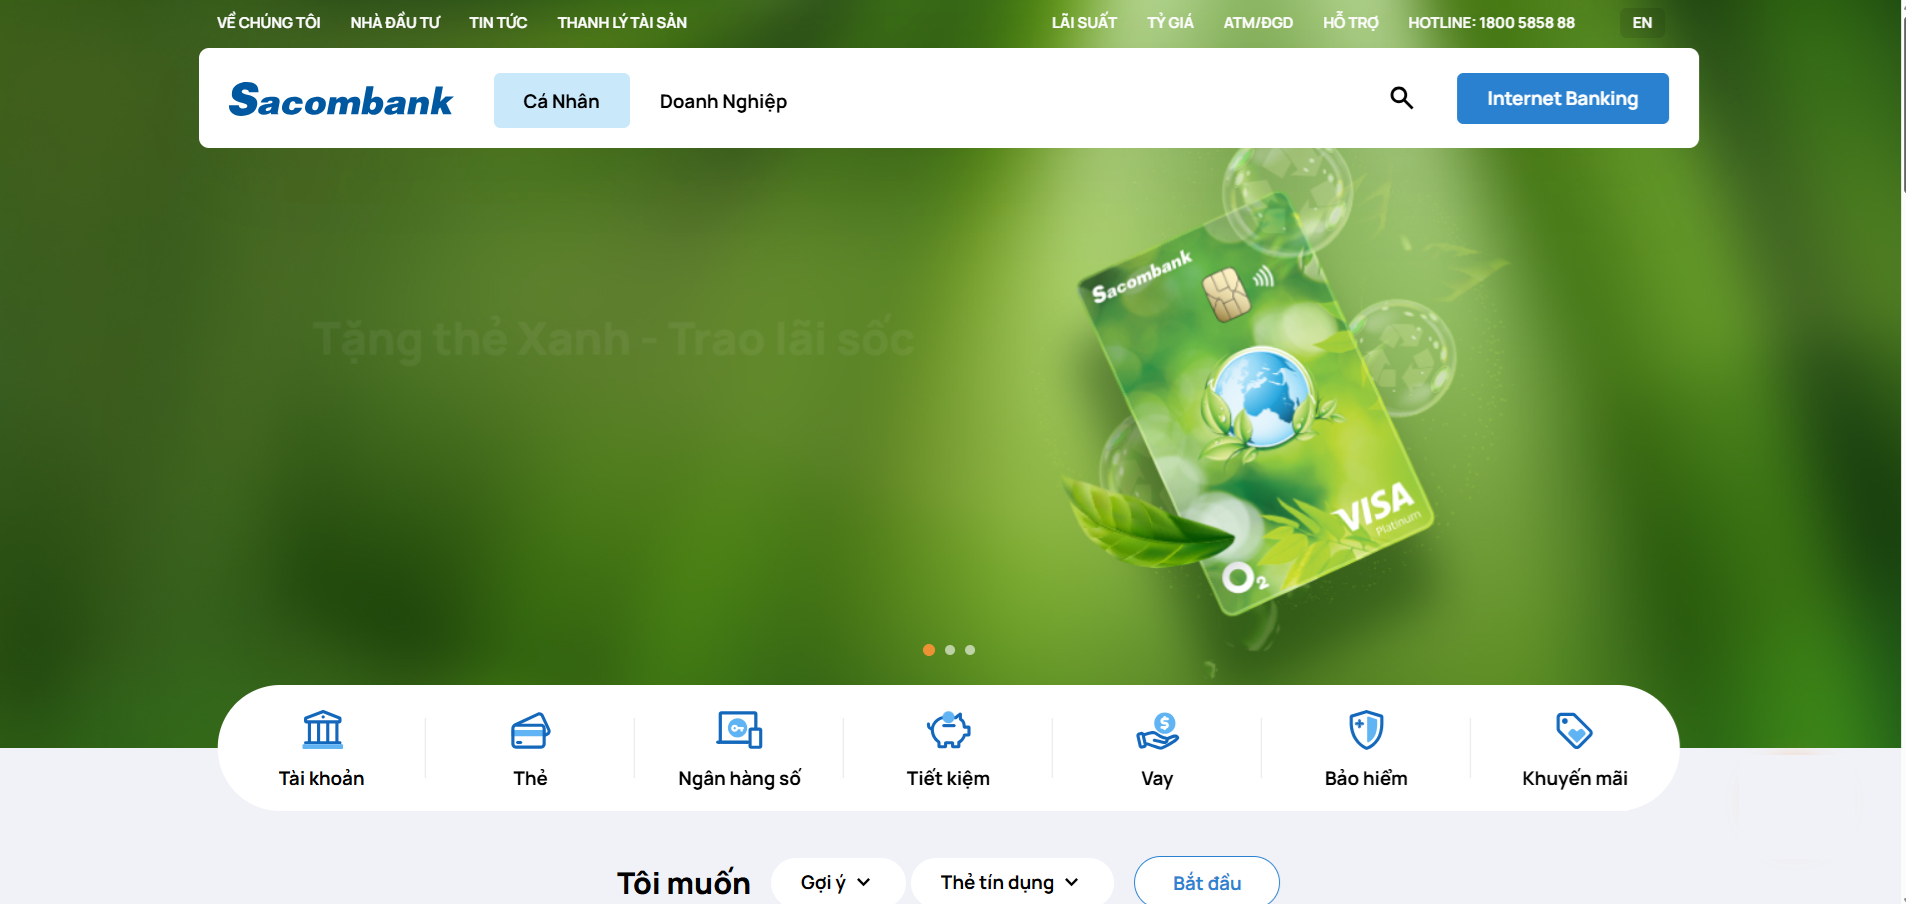 VỀ CHÚNG TÔI NHÀ ĐẦU TƯ TIN TỨC THANH LÝ TÀI SẢN LÃI SUẤT TỶ GIÁ ATM/ĐGD HỖ TRỢ HOTLINE: 1800 5858 88 EN
Sacombank Cá Nhân Doanh Nghiệp Internet Banking
Sacombank
Tặng thẻ Xanh - Trao lãi sốc
VISA
Platinum
O2
Tài khoản Thẻ Ngân hàng số Tiết kiệm Vay Bảo hiểm Khuyến mãi
Tôi muốn Gợi ý Thẻ tín dụng Bắt đầu